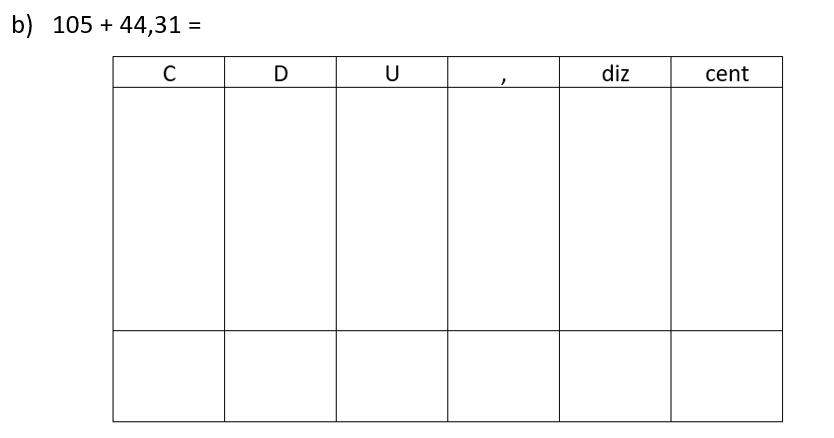 b) 105 + 44,31 =
C D U , diz cent